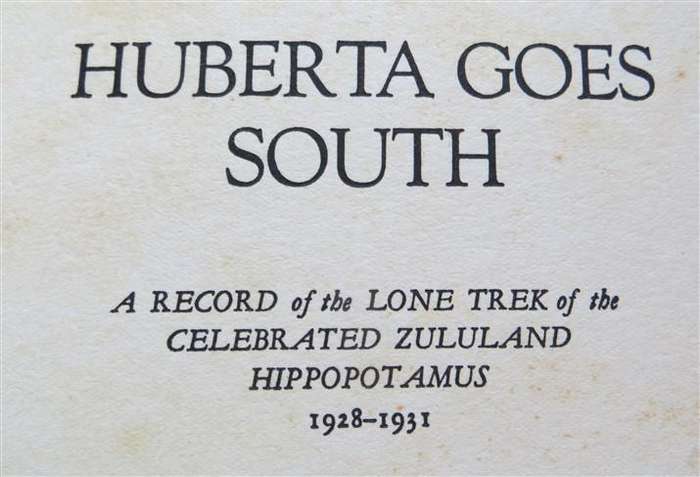 HUBERTA GOES
SOUTH
A RECORD of the LONE TREK of the
CELEBRATED ZULULAND
HIPPOPOTAMUS
1928–1931